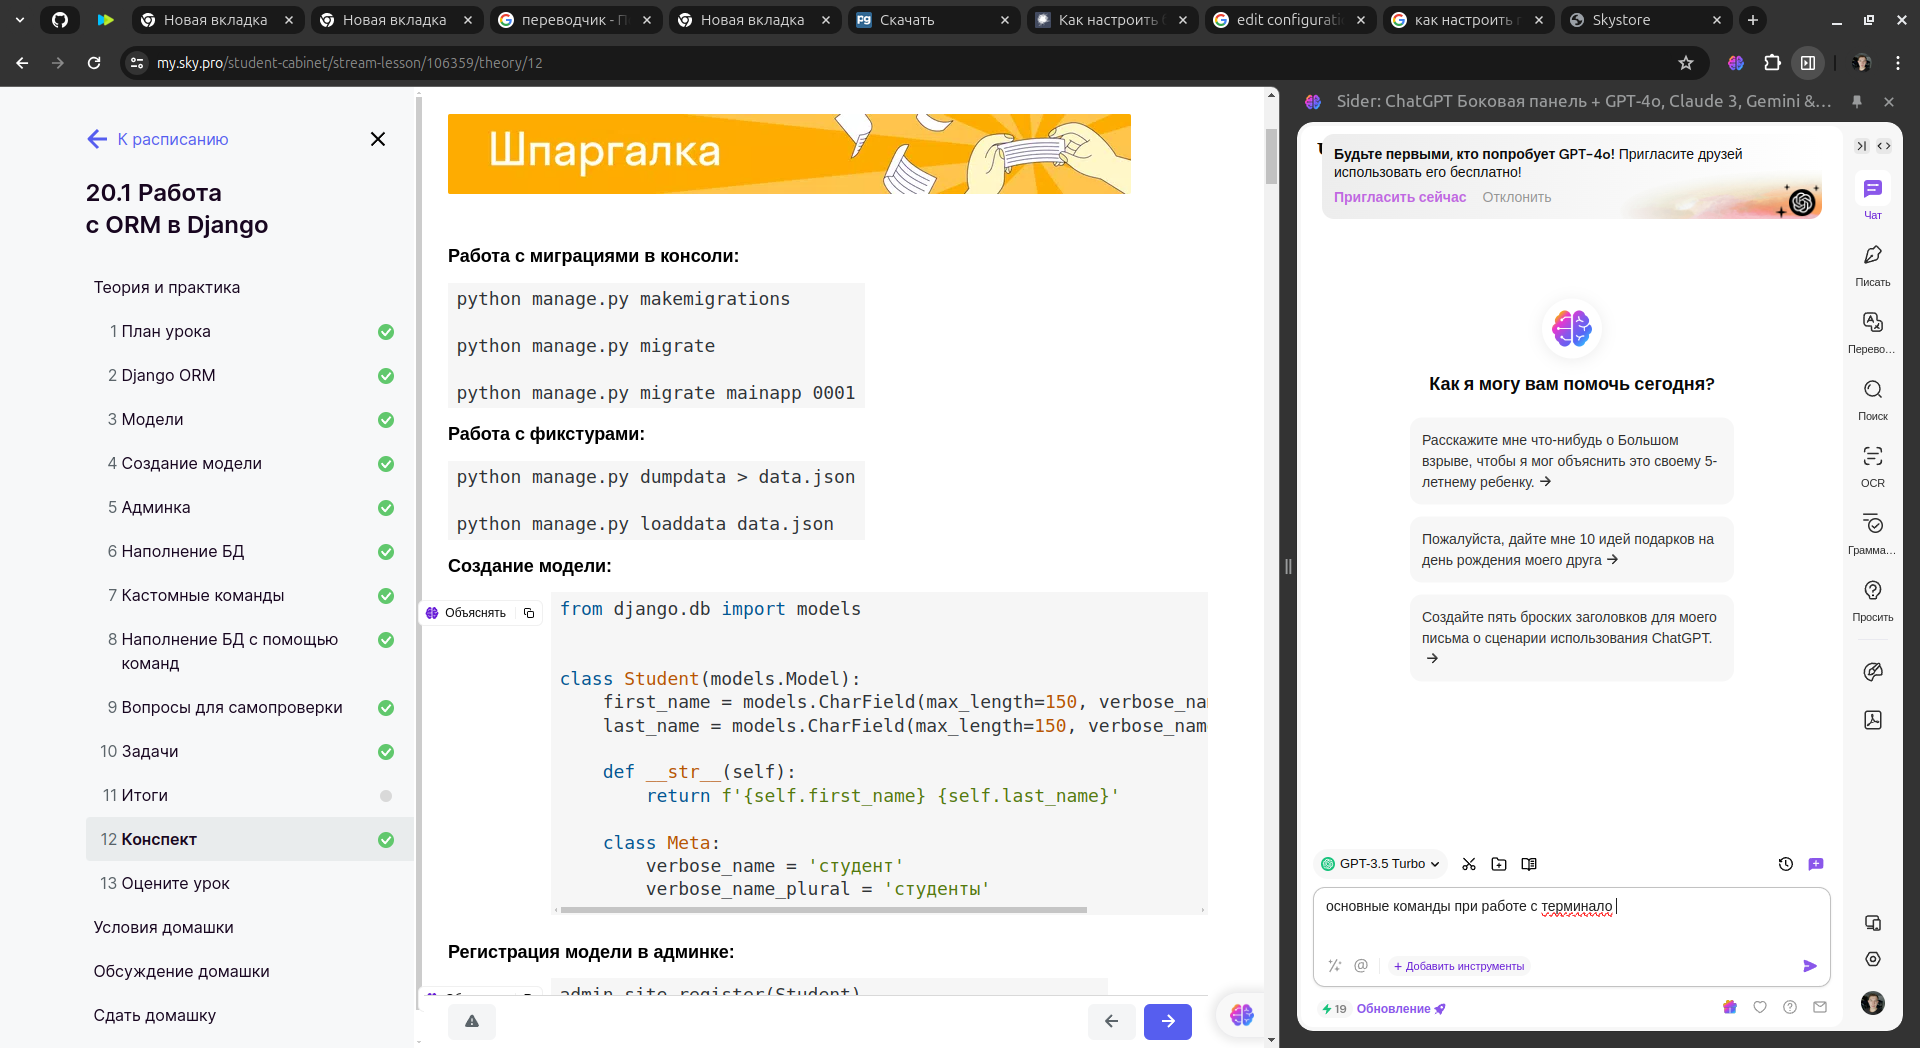 Новая вкладка
Новая вкладка
переводчик - П
Новая вкладка
Скачать
Как настроить
edit configurati
как настроить
Skystore
my.sky.pro/student-cabinet/stream-lesson/106359/theory/12
К расписанию
20.1 Работа
с ORM в Django
Теория и практика
1 План урока
2 Django ORM
3 Модели
4 Создание модели
5 Админка
6 Наполнение БД
7 Кастомные команды
8 Наполнение БД с помощью
команд
9 Вопросы для самопроверки
10 Задачи
11 Итоги
12 Конспект
13 Оцените урок
Условия домашки
Обсуждение домашки
Сдать домашку
Шпаргалка
Работа с миграциями в консоли:
python manage.py makemigrations
python manage.py migrate
python manage.py migrate mainapp 0001
Работа с фикстурами:
python manage.py dumpdata > data.json
python manage.py loaddata data.json
Создание модели:
Объяснять
from django.db import models
class Student(models.Model):
first_name = models.CharField(max_length=150, verbose_na
last_name = models.CharField(max_length=150, verbose_nam
def __str__(self):
return f'{self.first_name} {self.last_name}'
class Meta:
verbose_name = 'студент'
verbose_name_plural = 'студенты'
Регистрация модели в админке:
admin.site.register(Student)
Sider: ChatGPT Боковая панель + GPT-4o, Claude 3, Gemini &...
Будьте первыми, кто попробует GPT-4o! Пригласите друзей
использовать его бесплатно!
Пригласить сейчас Отклонить
Как я могу вам помочь сегодня?
Расскажите мне что-нибудь о Большом
взрыве, чтобы я мог объяснить это своему 5-
летнему ребенку. →
Пожалуйста, дайте мне 10 идей подарков на
день рождения моего друга →
Создайте пять броских заголовков для моего
письма о сценарии использования ChatGPT.
→
GPT-3.5 Turbo
основные команды при работе с терминало
@
+ Добавить инструменты
19 Обновление
Чат
Писать
Перево...
Поиск
OCR
Грамма...
Просить